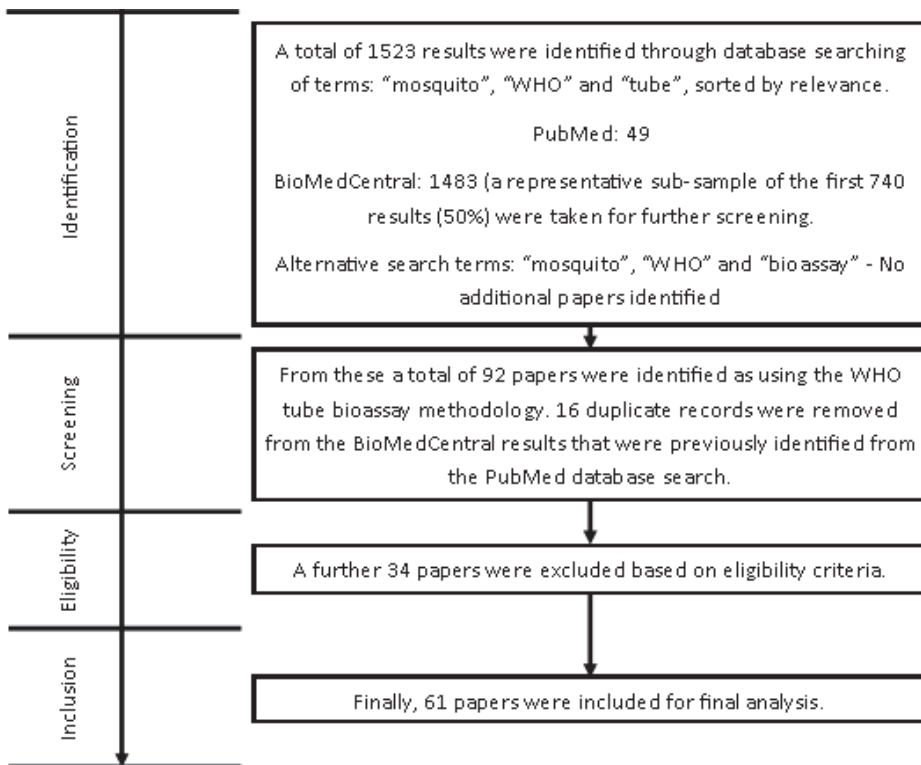 Identification
A total of 1523 results were identified through database searching
of terms: “mosquito”, “WHO” and “tube”, sorted by relevance.
PubMed: 49
BioMedCentral: 1483 (a representative sub-sample of the first 740
results (50%) were taken for further screening.
Alternative search terms: “mosquito”, “WHO” and “bioassay” - No
additional papers identified
Screening
From these a total of 92 papers were identified as using the WHO
tube bioassay methodology. 16 duplicate records were removed
from the BioMedCentral results that were previously identified from
the PubMed database search.
Eligibility
A further 34 papers were excluded based on eligibility criteria.
Inclusion
Finally, 61 papers were included for final analysis.